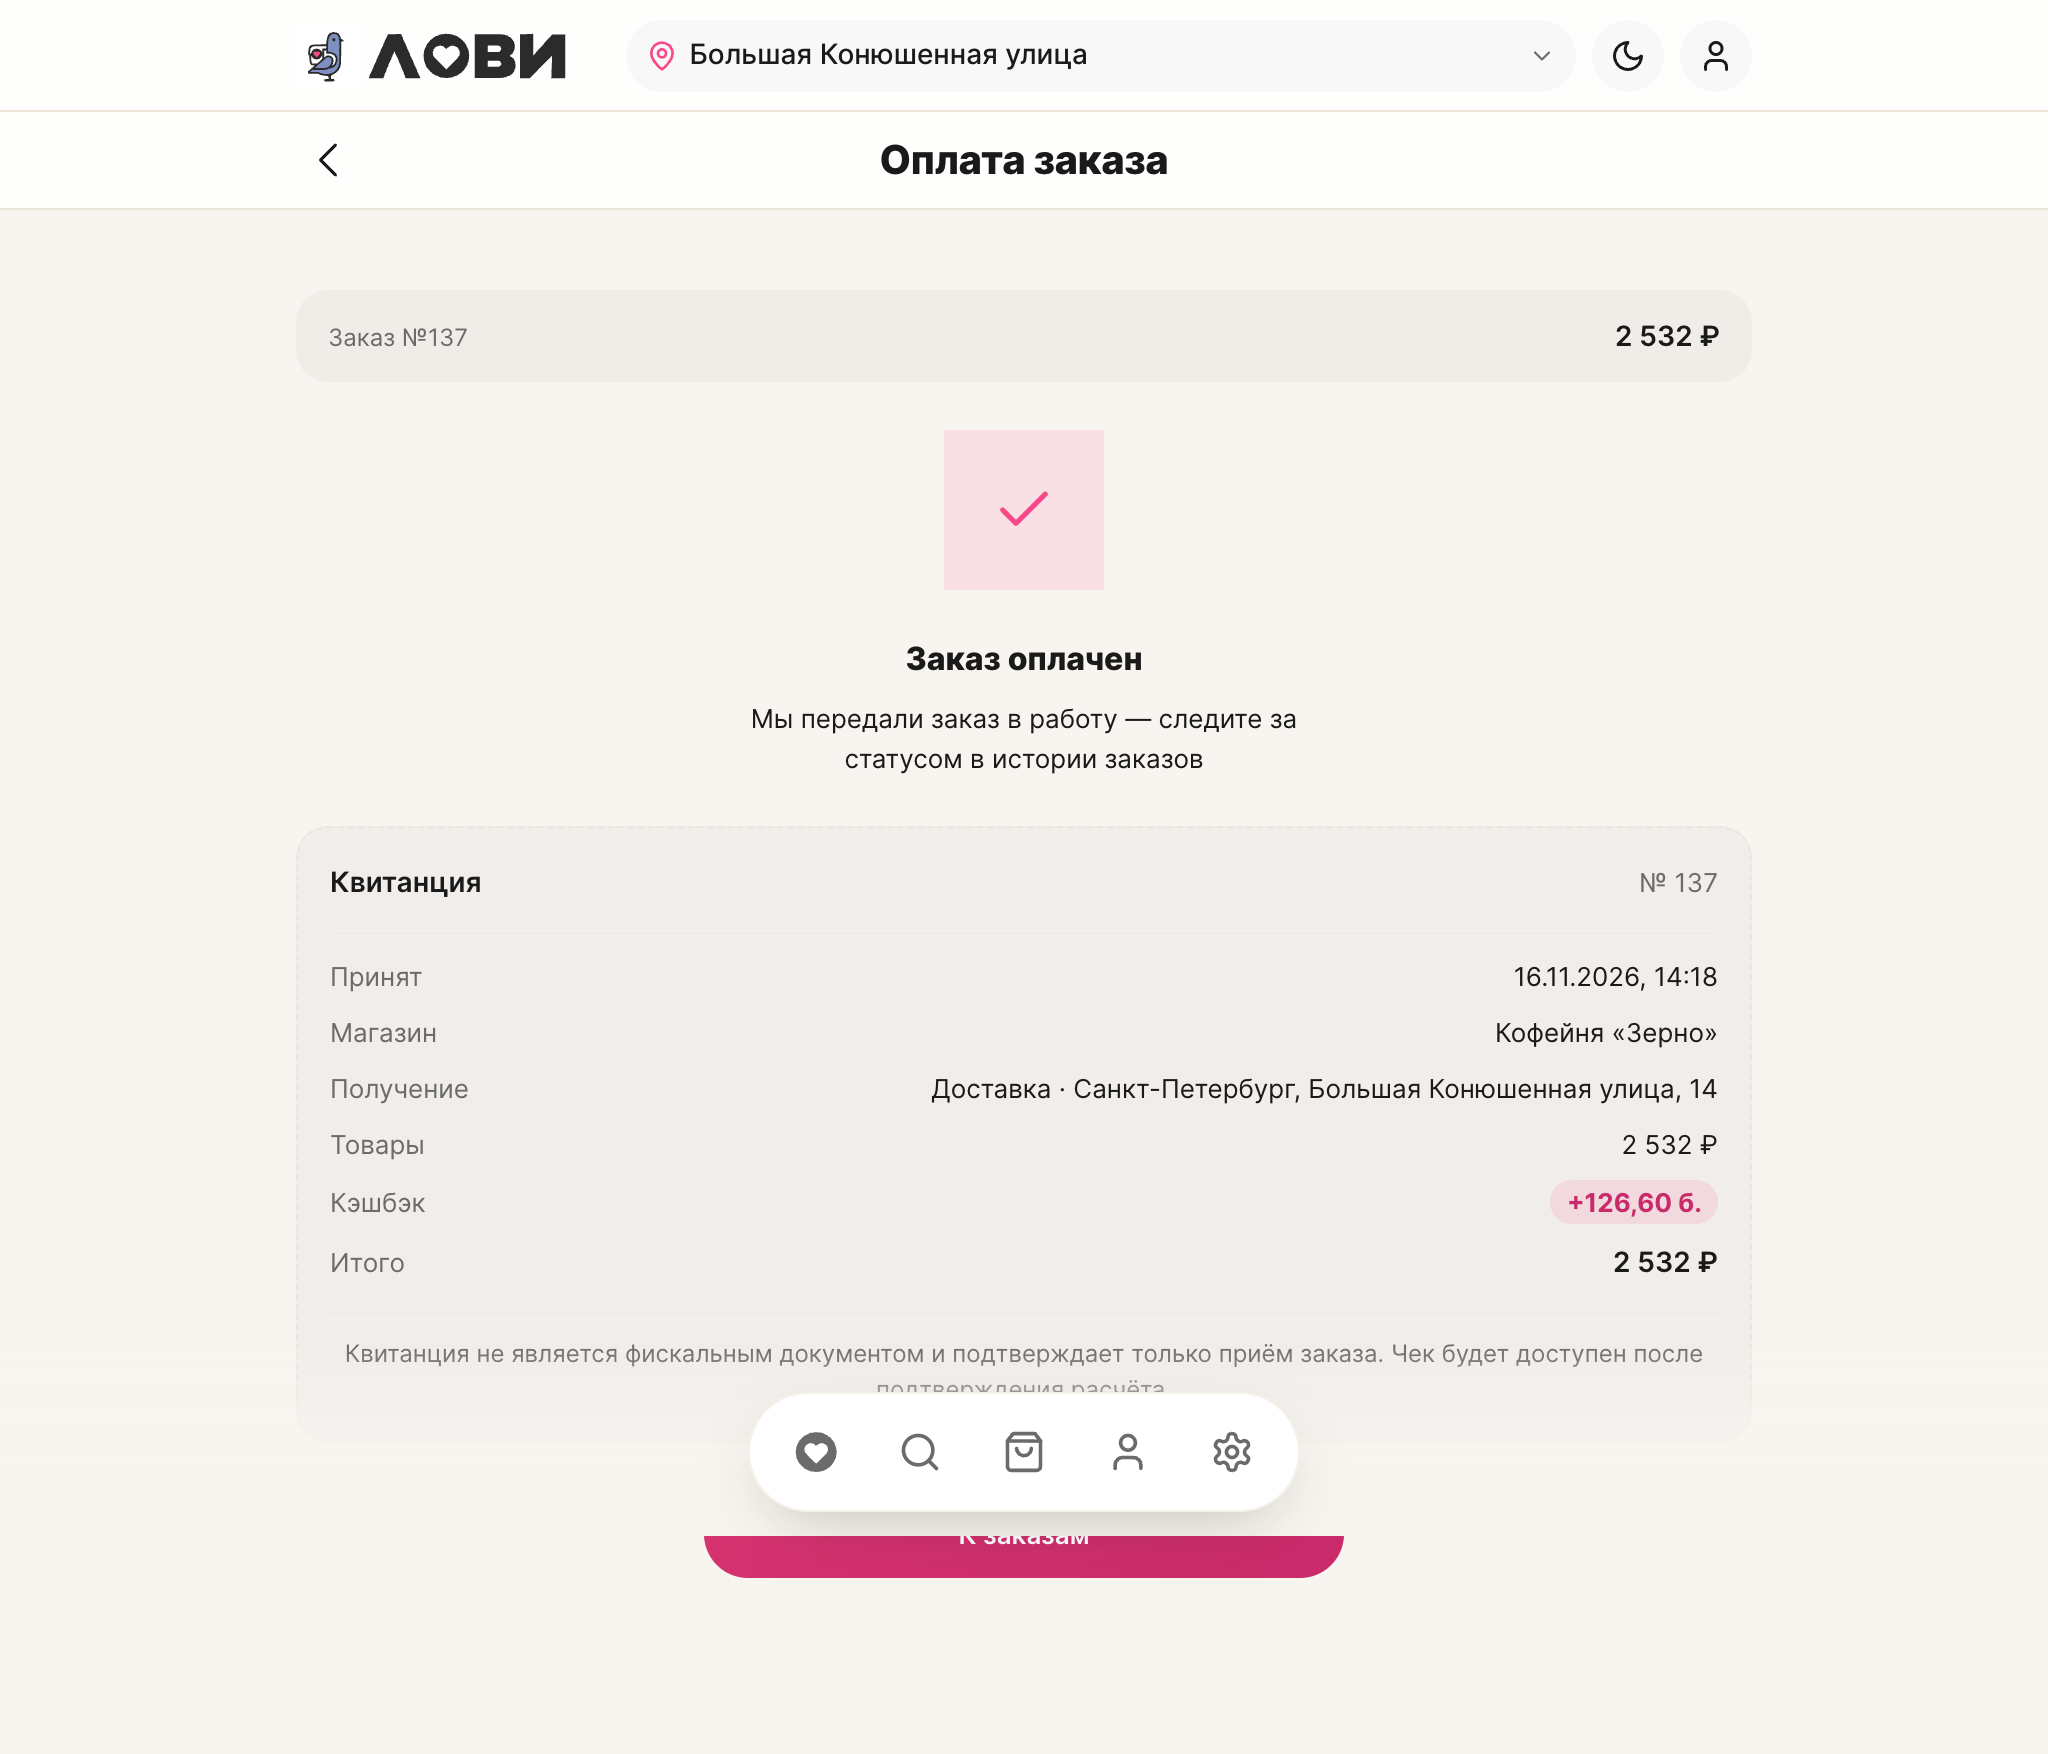 ЛОВИ
Большая Конюшенная улица
Оплата заказа
Заказ №137
2 532 ₽
Заказ оплачен
Мы передали заказ в работу — следите за
статусом в истории заказов
Квитанция
№ 137
Принят
16.11.2026, 14:18
Магазин
Кофейня «Зерно»
Получение
Доставка · Санкт-Петербург, Большая Конюшенная улица, 14
Товары
2 532 ₽
Кэшбэк
+126,60 б.
Итого
2 532 ₽
Квитанция не является фискальным документом и подтверждает только приём заказа. Чек будет доступен после
подтверждения расчёта.
К заказам